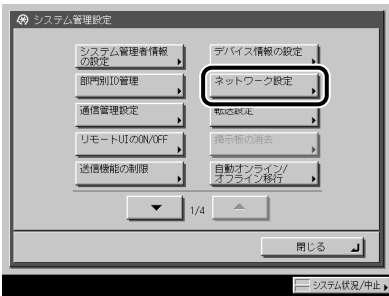 システム管理設定
システム管理者情報
の設定
デバイス情報の設定
部門別ID管理
ネットワーク設定
通信管理設定
転送設定
リモートUIのON/OFF
掲示板の消去
送信機能の制限
自動オンライン/
オフライン移行
1/4
閉じる
システム状況/中止